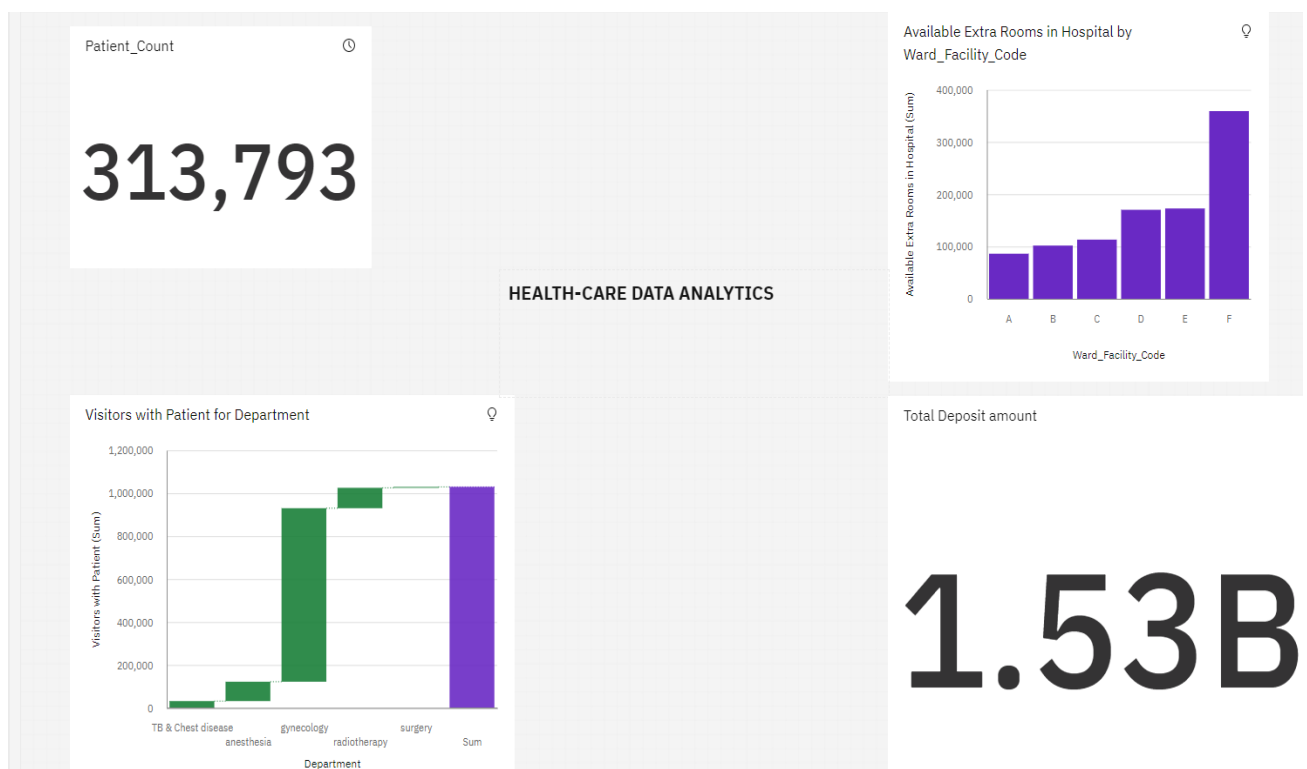 Patient_Count
313,793
Available Extra Rooms in Hospital by
Ward_Facility_Code
Available Extra Rooms in Hospital (Sum)
400,000
300,000
200,000
100,000
0
A B C D E F
Ward_Facility_Code
HEALTH-CARE DATA ANALYTICS
Visitors with Patient for Department
Visitors with Patient (Sum)
1,200,000
1,000,000
800,000
600,000
400,000
200,000
0
TB & Chest disease gynecology surgery
anesthesia radiotherapy Sum
Department
Total Deposit amount
1.53B